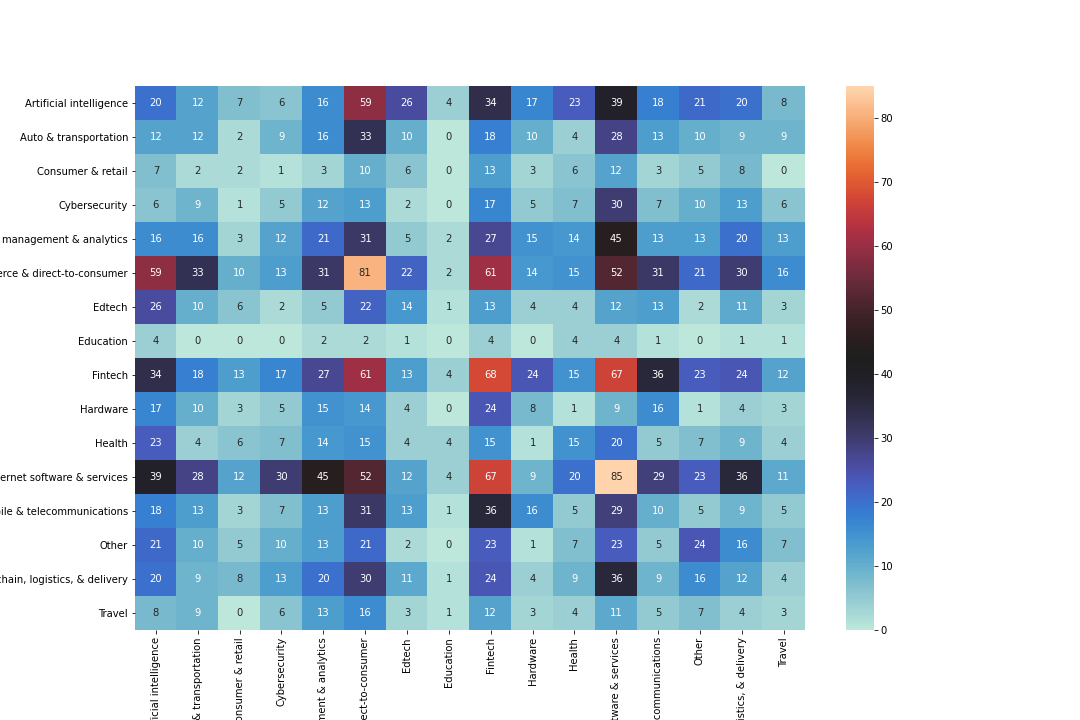 Artificial intelligence 20 12 7 6 16 59 26 4 34 17 23 39 18 21 20 8
Auto & transportation 12 12 2 9 16 33 10 0 18 10 4 28 13 10 9 9
Consumer & retail 7 2 2 1 3 10 6 0 13 3 6 12 3 5 8 0
Cybersecurity 6 9 1 5 12 13 2 0 17 5 7 30 7 10 13 6
management & analytics 16 16 3 12 21 31 5 2 27 15 14 45 13 13 20 13
erce & direct-to-consumer 59 33 10 13 31 81 22 2 61 14 15 52 31 21 30 16
Edtech 26 10 6 2 5 22 14 1 13 4 4 12 13 2 11 3
Education 4 0 0 0 2 2 1 0 4 0 4 4 1 0 1 1
Fintech 34 18 13 17 27 61 13 4 68 24 15 67 36 23 24 12
Hardware 17 10 3 5 15 14 4 0 24 8 1 9 16 1 4 3
Health 23 4 6 7 14 15 4 4 15 1 15 20 5 7 9 4
ernet software & services 39 28 12 30 45 52 12 4 67 9 20 85 29 23 36 11
ile & telecommunications 18 13 3 7 13 31 13 1 36 16 5 29 10 5 9 5
Other 21 10 5 10 13 21 2 0 23 1 7 23 5 24 16 7
chain, logistics, & delivery 20 9 8 13 20 30 11 1 24 4 9 36 9 16 12 4
Travel 8 9 0 6 13 16 3 1 12 3 4 11 5 7 4 3
icial intelligence
& transportation
onsumer & retail
Cybersecurity
ment & analytics
ect-to-consumer
Edtech
Education
Fintech
Hardware
Health
tware & services
communications
Other
istics, & delivery
Travel
80
70
60
50
40
30
20
10
0